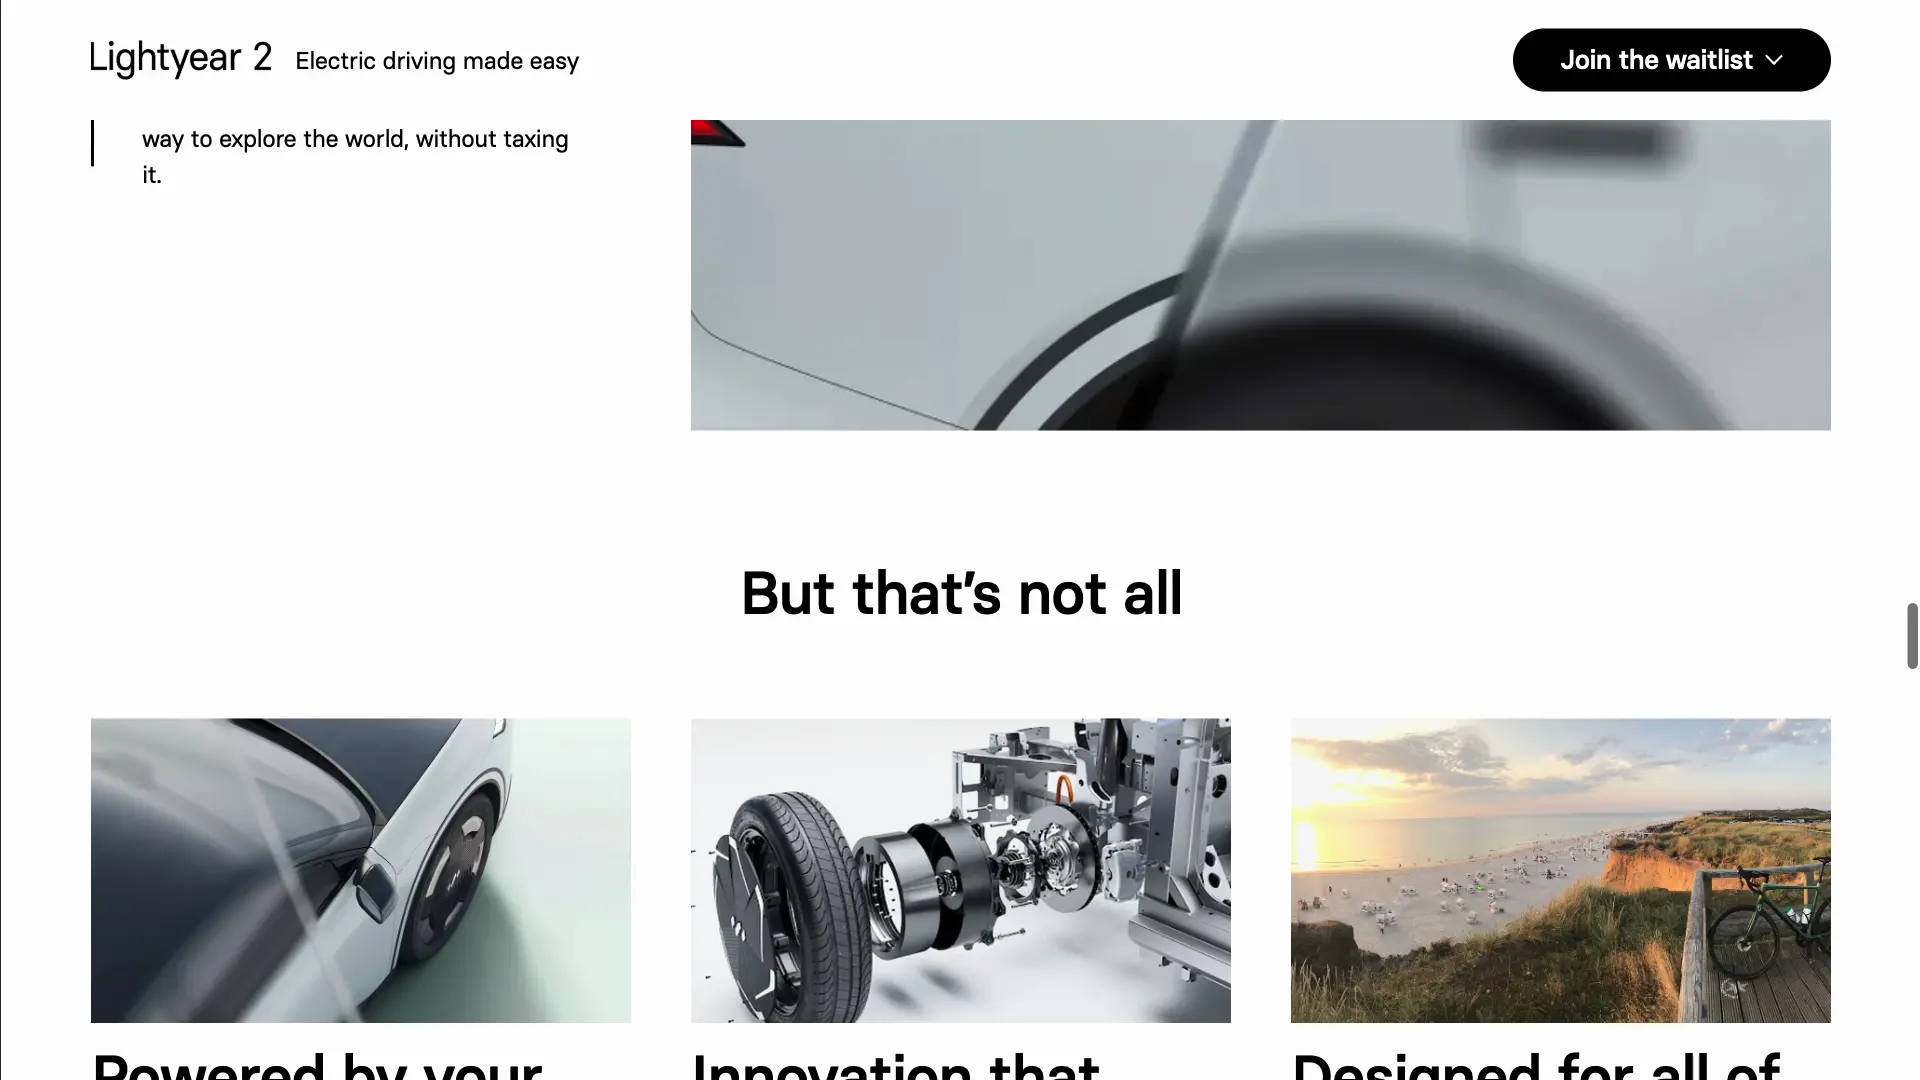 Lightyear 2 Electric driving made easy
Join the waitlist
way to explore the world, without taxing
it.
But that’s not all
Powered by your
Innovation that
Designed for all of